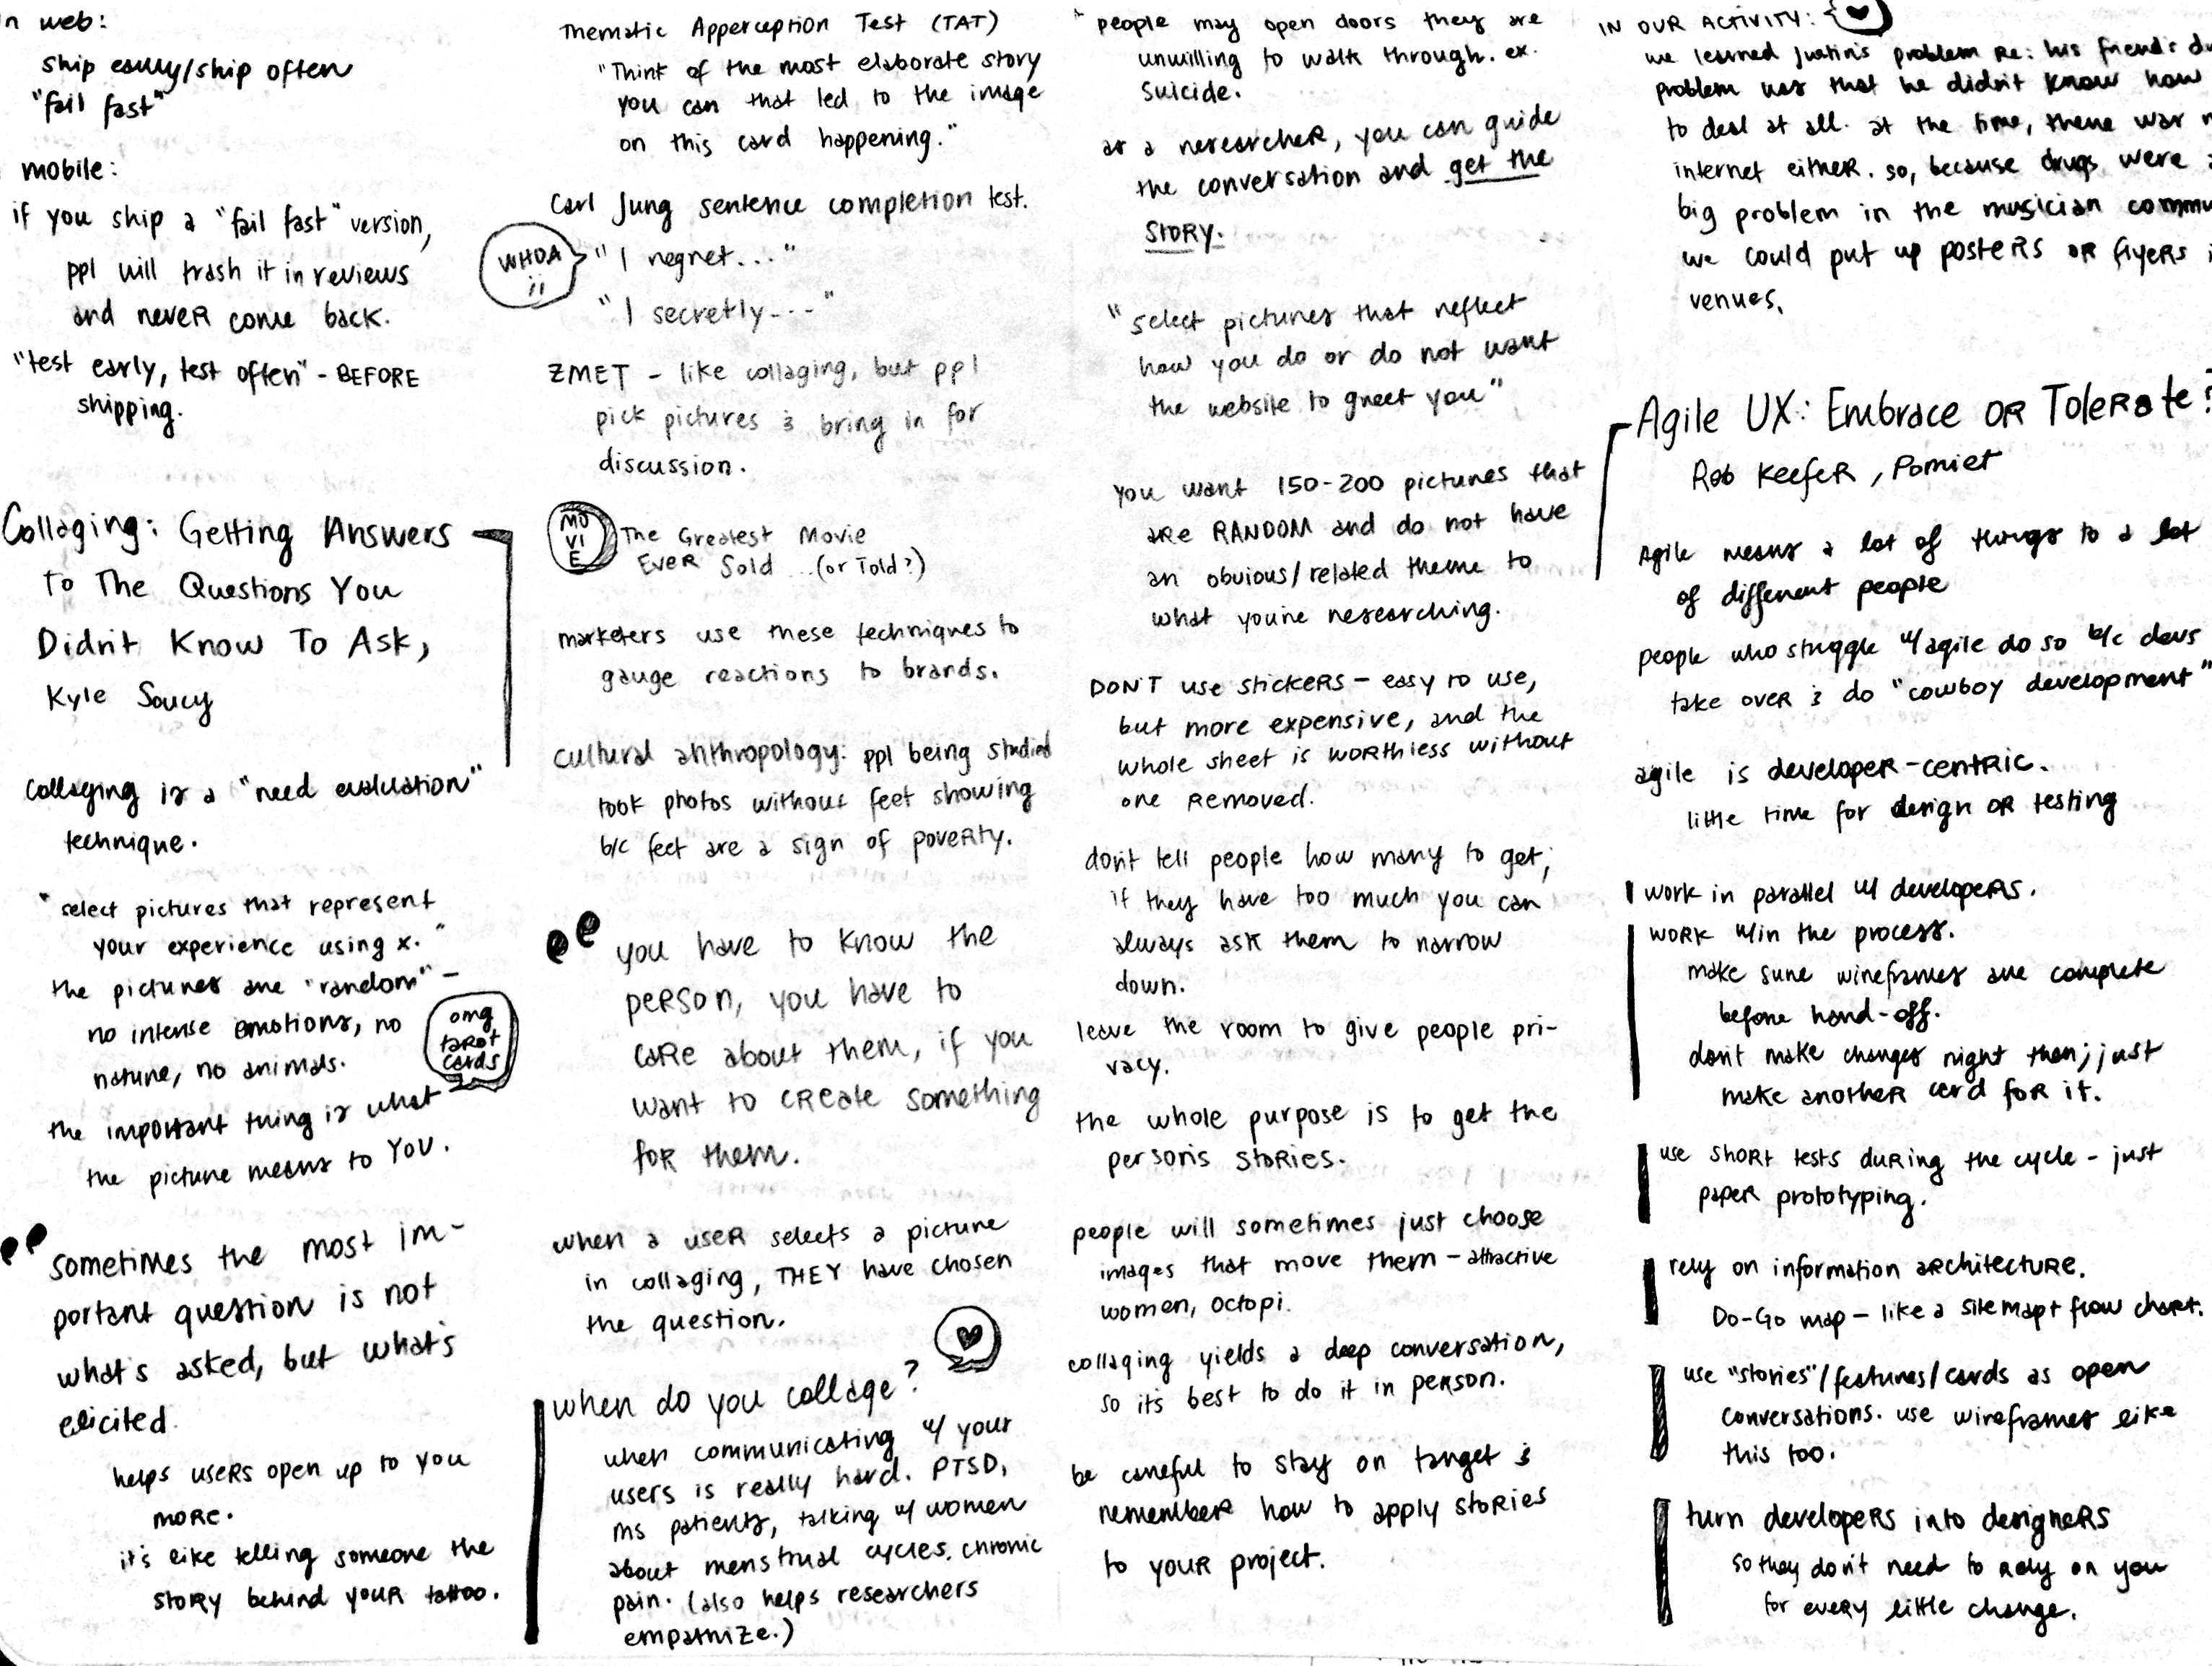 n web:
ship early/ship often
"fail fast"
mobile:
if you ship a "fail fast" version,
ppl will trash it in reviews
and never come back.
"test early, test often" - BEFORE
shipping.
Collaging: Getting Answers
To The Questions You
Didn't Know To Ask,
Kyle Soucy
Collaging is a "need evaluation"
technique.
"select pictures that represent
your experience using x."
the pictures are "random" -
no intense emotions, no
nature, no animals.
omg
tarot
cards
the important thing is what
the picture means to YOU.
sometimes the most im-
portant question is not
what's asked, but what's
elicited.
helps users open up to you
more.
it's like telling someone the
story behind your tattoo.
Thematic Apperception Test (TAT)
"Think of the most elaborate story
you can that led to the image
on this card happening."
Carl Jung sentence completion test.
WHOA
"I regret..."
"I secretly..."
ZMET - like collaging, but ppl
pick pictures & bring in for
discussion.
MO
VI
E
The Greatest Movie
Ever Sold ...(or Told?)
marketers use these techniques to
gauge reactions to brands.
cultural anthropology: ppl being studied
took photos without feet showing
b/c feet are a sign of poverty.
you have to know the
person, you have to
care about them, if you
want to create something
for them.
when a user selects a picture
in collaging, THEY have chosen
the question.
when do you collage?
when communicating w/ your
users is really hard. PTSD,
MS patients, talking w/ women
about menstrual cycles, chronic
pain. (also helps researchers
empathize.)
people may open doors they are
unwilling to walk through. ex.
suicide.
as a researcher, you can guide
the conversation and get the
story.
"select pictures that reflect
how you do or do not want
the website to greet you"
you want 150-200 pictures that
are RANDOM and do not have
an obvious/related theme to
what you're researching.
DON'T use stickers - easy to use,
but more expensive, and the
whole sheet is worthless without
one removed.
don't tell people how many to get;
if they have too much you can
always ask them to narrow
down.
leave the room to give people pri-
vacy.
the whole purpose is to get the
person's stories.
people will sometimes just choose
images that move them - attractive
women, octopi.
collaging yields a deep conversation,
so it's best to do it in person.
be careful to stay on target &
remember how to apply stories
to your project.
IN OUR ACTIVITY:
we learned Justin's problem re: his friend's
problem was that he didn't know how
to deal at all. at the time, there was
internet either. so, because drugs were
big problem in the musician
we could put up posters or flyers
venues.
Agile UX: Embrace or Tolerate?
Rob Keefer, Pomiet
Agile means a lot of things to a lot
of different people
people who struggle w/ agile do so b/c devs
take over & do "cowboy development"
agile is developer-centric.
little time for design or testing
work in parallel w/ developers.
work w/in the process.
make sure wireframes are complete
before hand-off.
don't make changes right then; just
make another card for it.
use short tests during the cycle - just
paper prototyping.
rely on information architecture.
Do-Go map - like a sitemap + flow chart.
use "stories"/features/cards as open
conversations. use wireframes like
this too.
turn developers into designers
so they don't need to rely on you
for every little change.